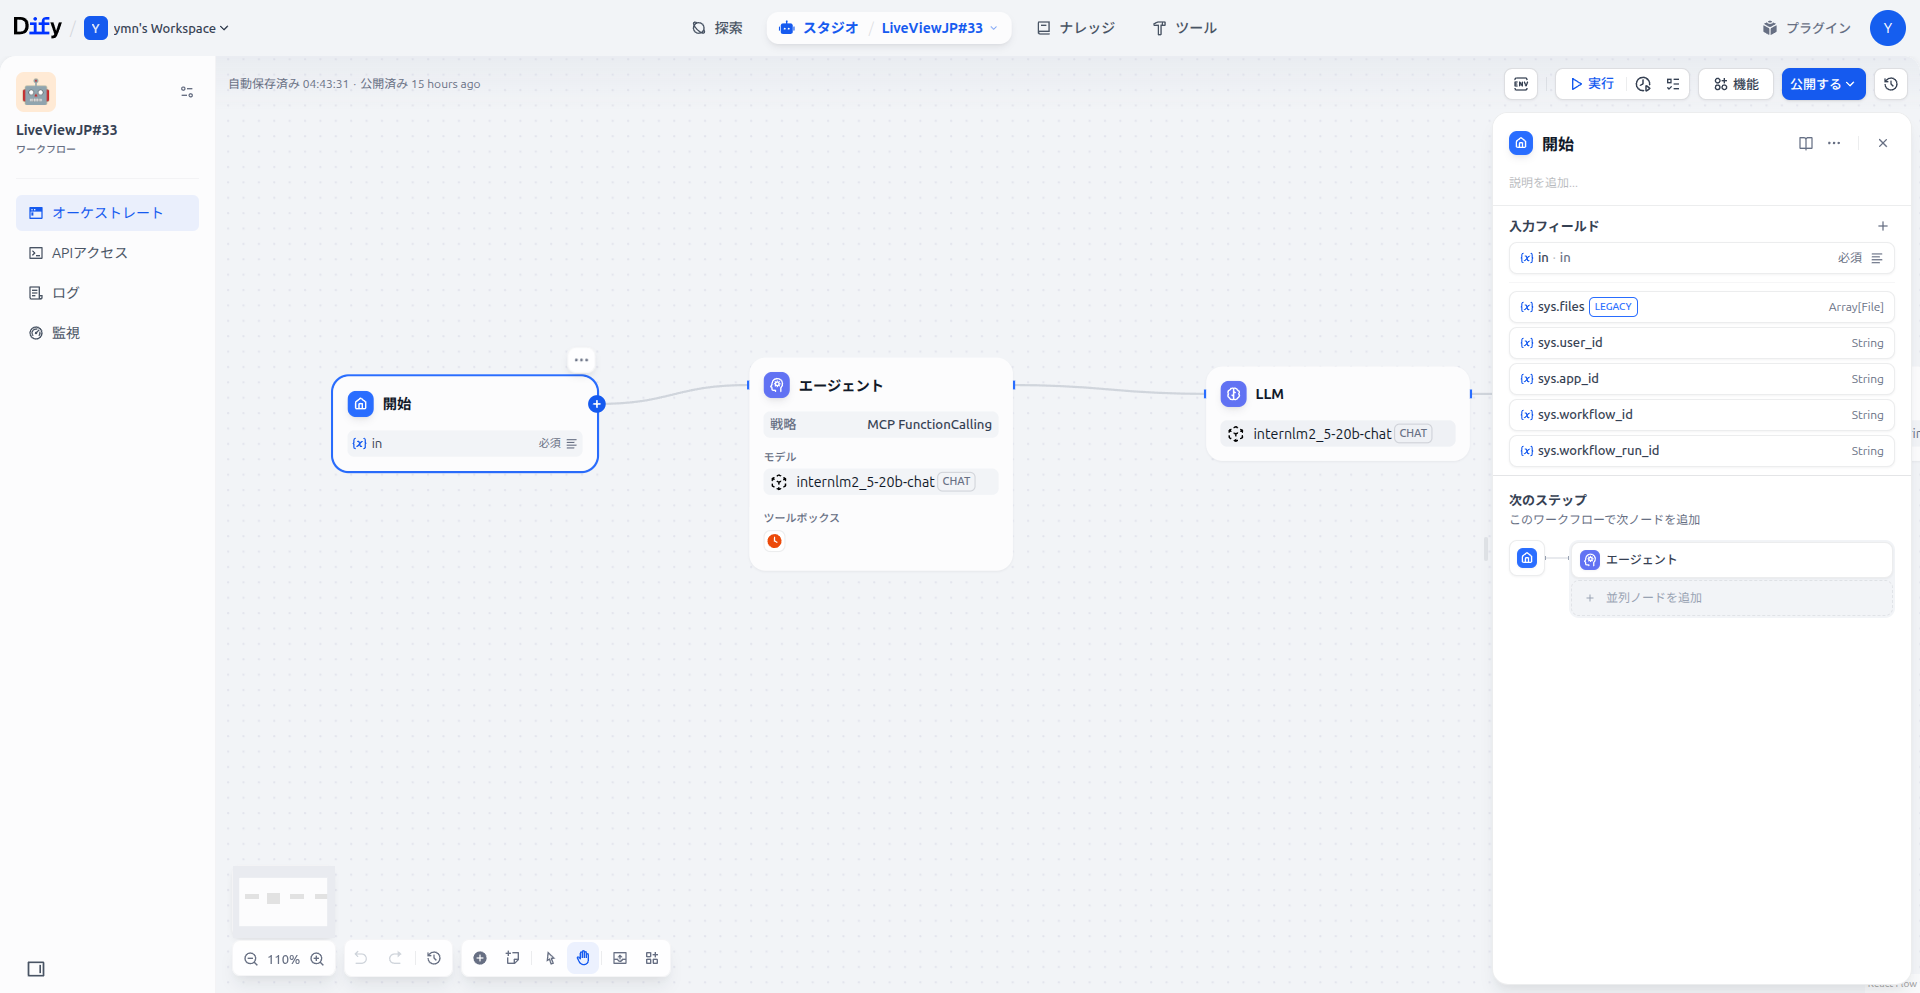 Dify / Y ymn's Workspace
探索
スタジオ / LiveViewJP#33
ナレッジ
ツール
プラグイン
Y
LiveViewJP#33
ワークフロー
オーケストレート
APIアクセス
ログ
監視
自動保存済み 04:43:31 · 公開済み 15 hours ago
ENV
実行
機能
公開する
開始
{x} in 必須
エージェント
戦略 MCP FunctionCalling
モデル
internlm2_5-20b-chat CHAT
ツールボックス
LLM
internlm2_5-20b-chat CHAT
開始
説明を追加...
入力フィールド
{x} in · in 必須
{x} sys.files LEGACY Array[File]
{x} sys.user_id String
{x} sys.app_id String
{x} sys.workflow_id String
{x} sys.workflow_run_id String
次のステップ
このワークフローで次ノードを追加
エージェント
+ 並列ノードを追加
110%